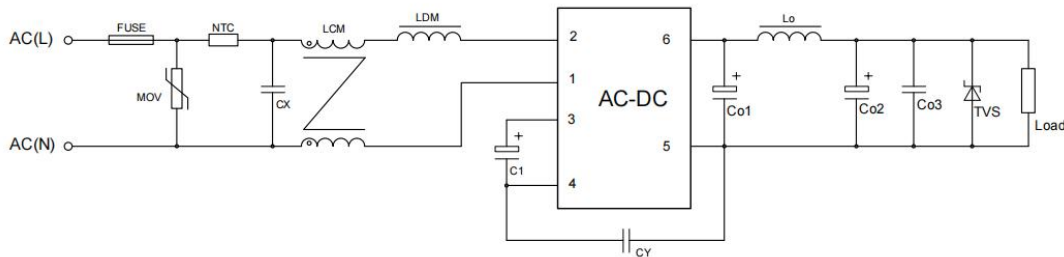 FUSE
NTC
LCM
LDM
Lo
AC(L)
2
6
+
+
1
MOV
CX
AC-DC
Co1
Co2
Co3
TVS
Load
3
+
AC(N)
5
C1
4
CY